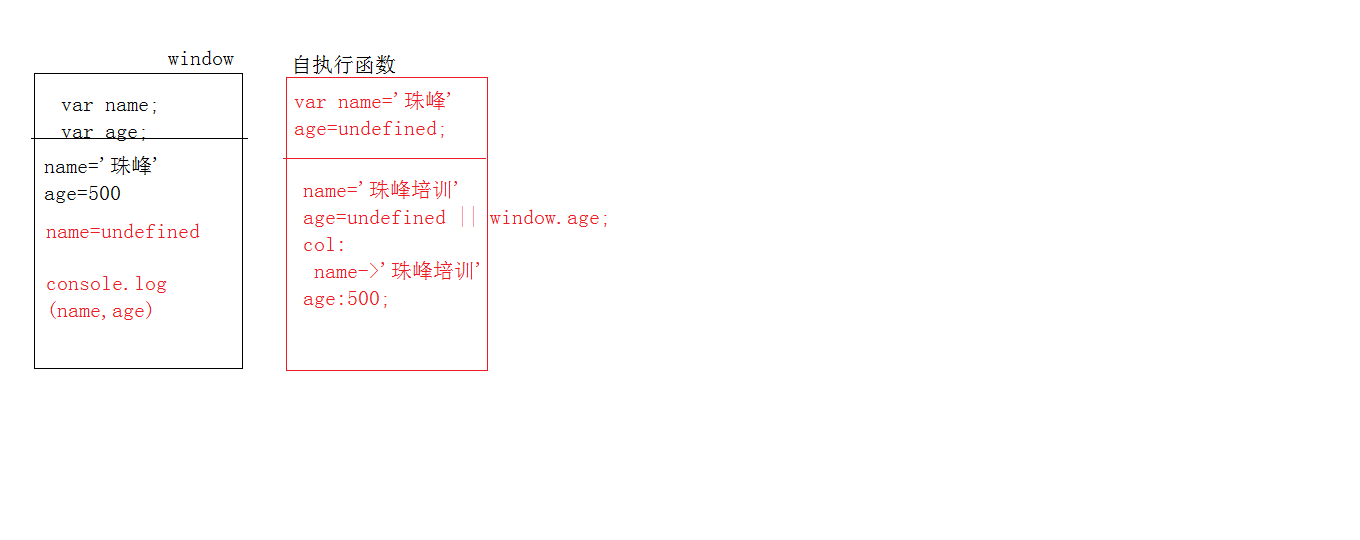 window
var name;
var age;
name='珠峰'
age=500
name=undefined
console.log
(name,age)
自执行函数
var name='珠峰'
age=undefined;
name='珠峰培训'
age=undefined || window.age;
col:
name->'珠峰培训'
age:500;